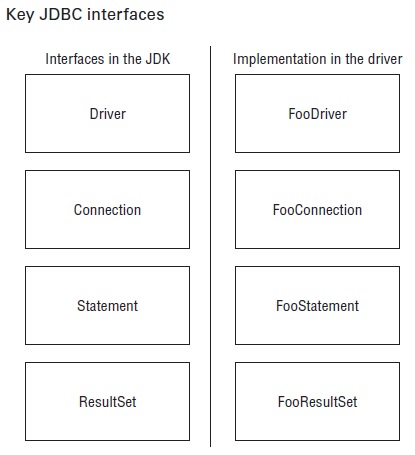 Key JDBC interfaces
Interfaces in the JDK
Implementation in the driver
Driver
FooDriver
Connection
FooConnection
Statement
FooStatement
ResultSet
FooResultSet